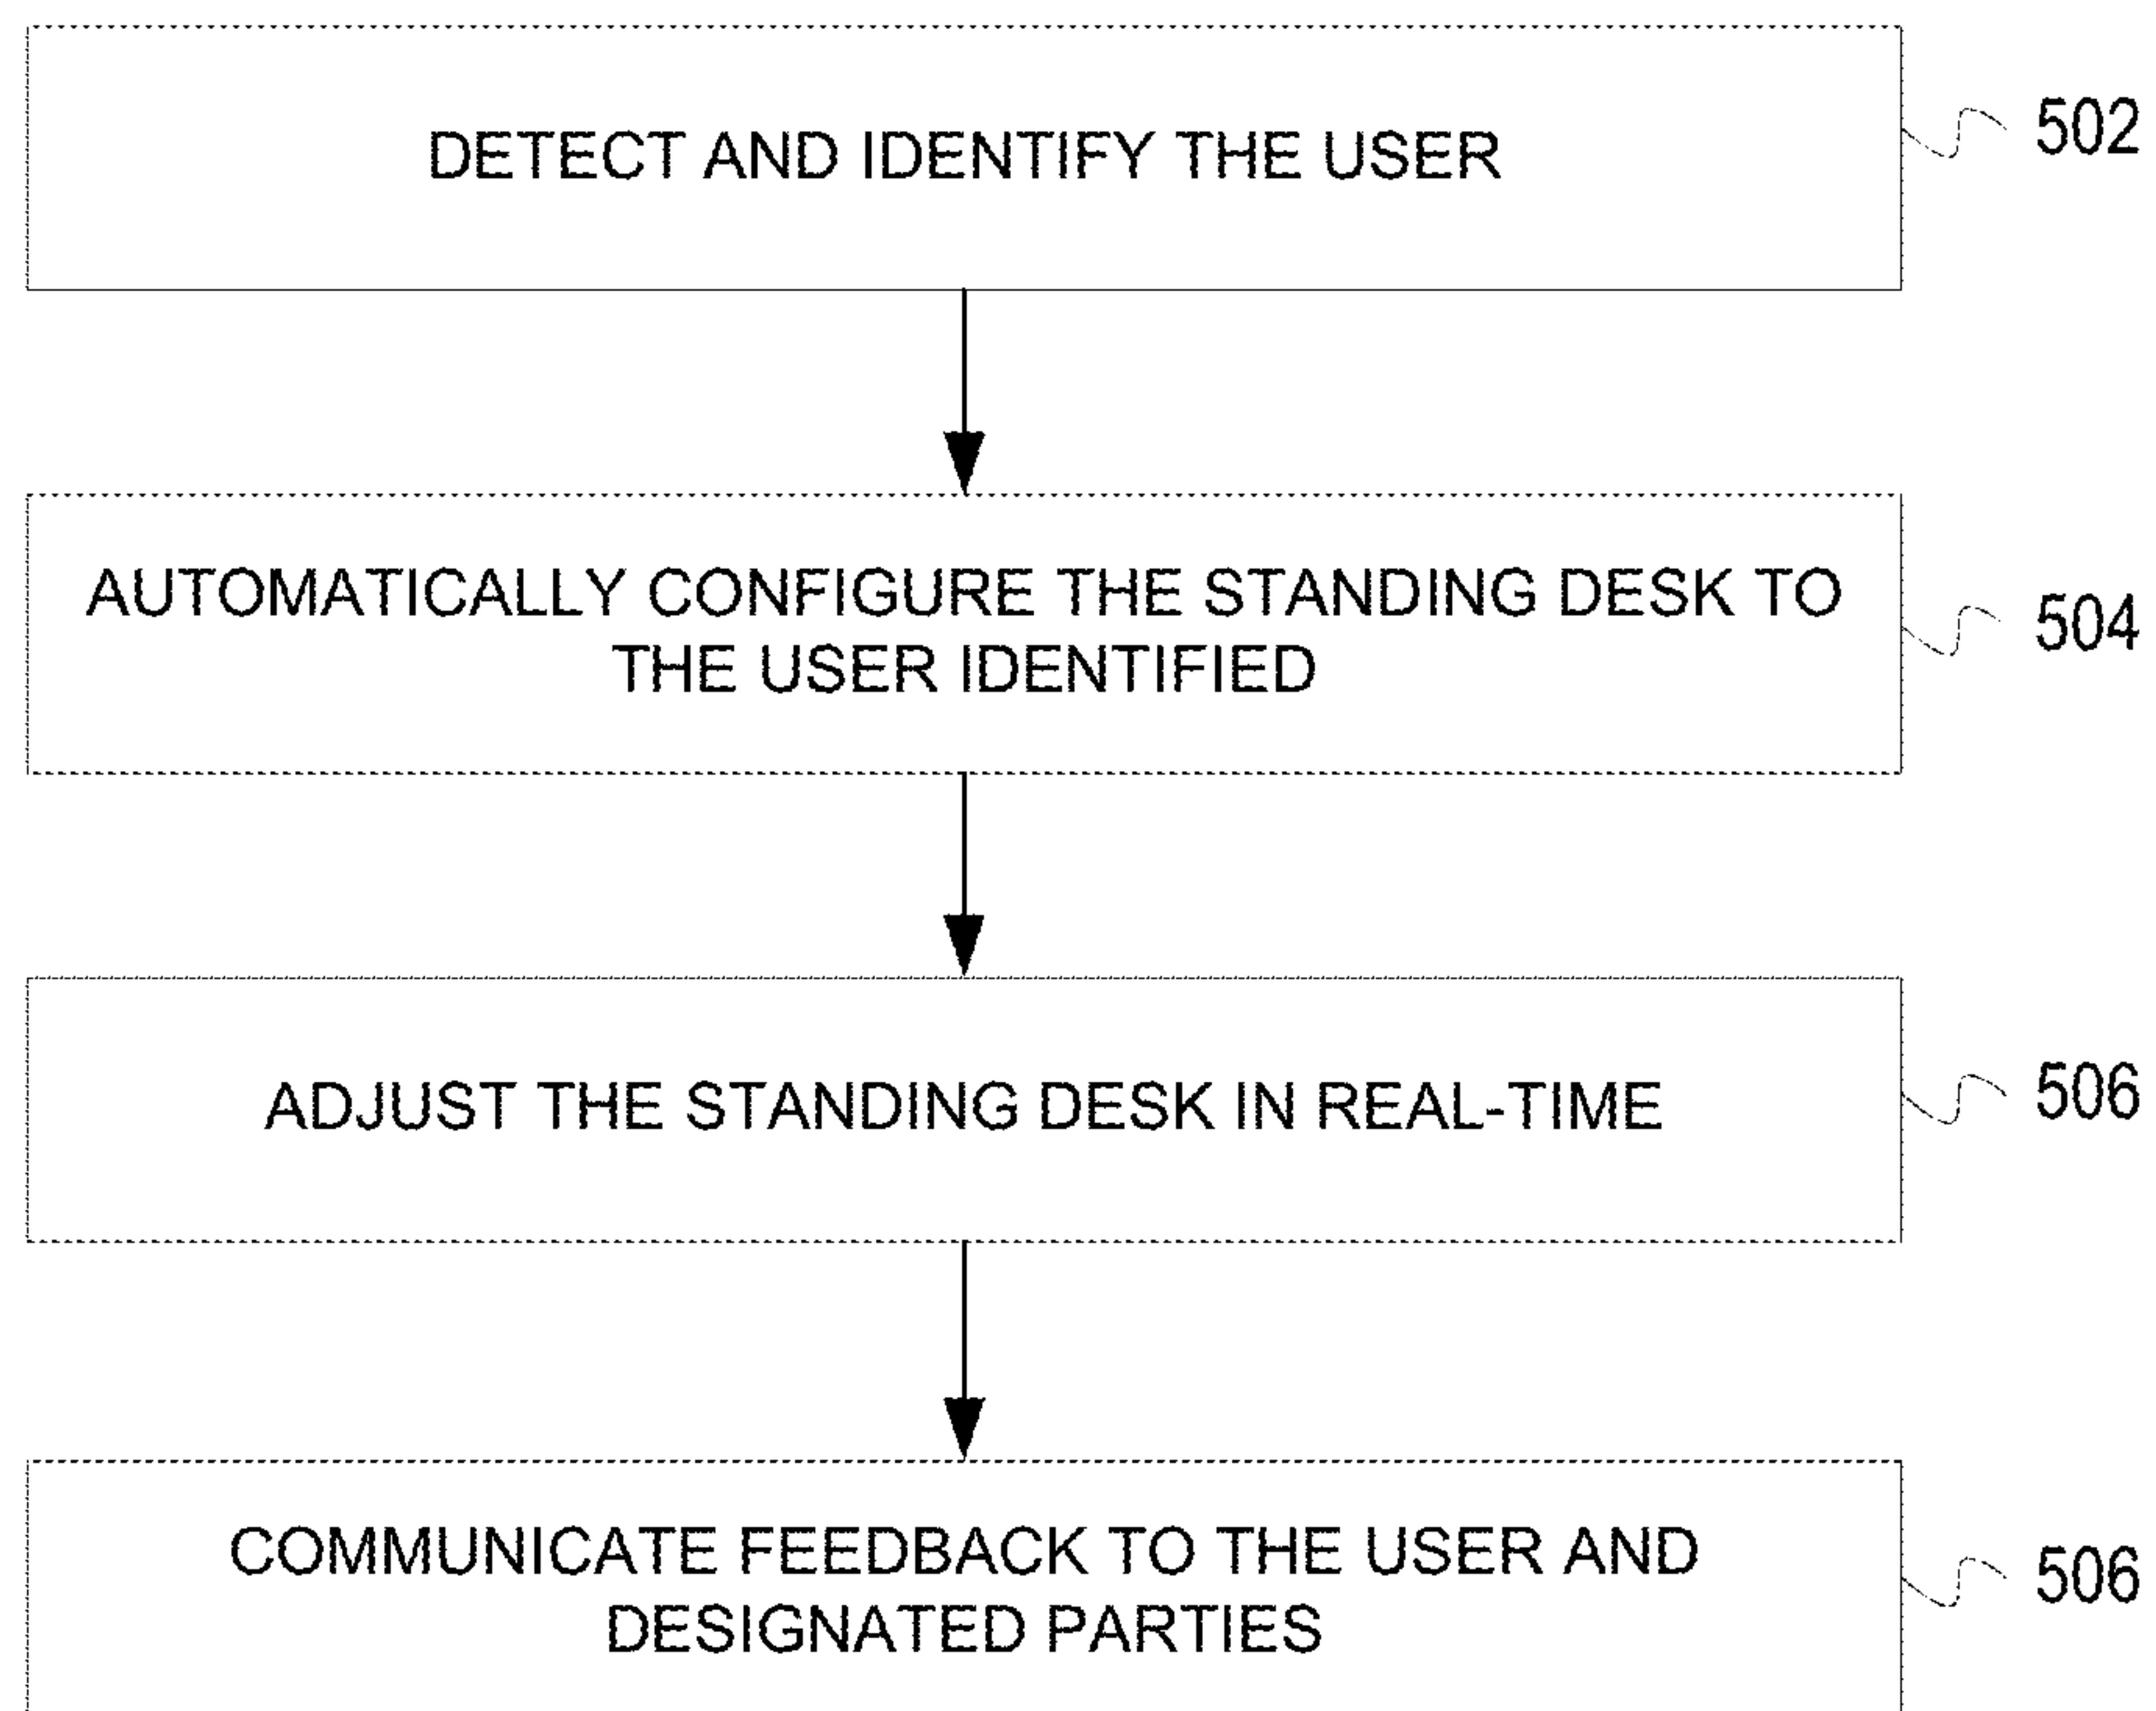 DETECT AND IDENTIFY THE USER
502
AUTOMATICALLY CONFIGURE THE STANDING DESK TO
THE USER IDENTIFIED
504
ADJUST THE STANDING DESK IN REAL-TIME
506
COMMUNICATE FEEDBACK TO THE USER AND
DESIGNATED PARTIES
506